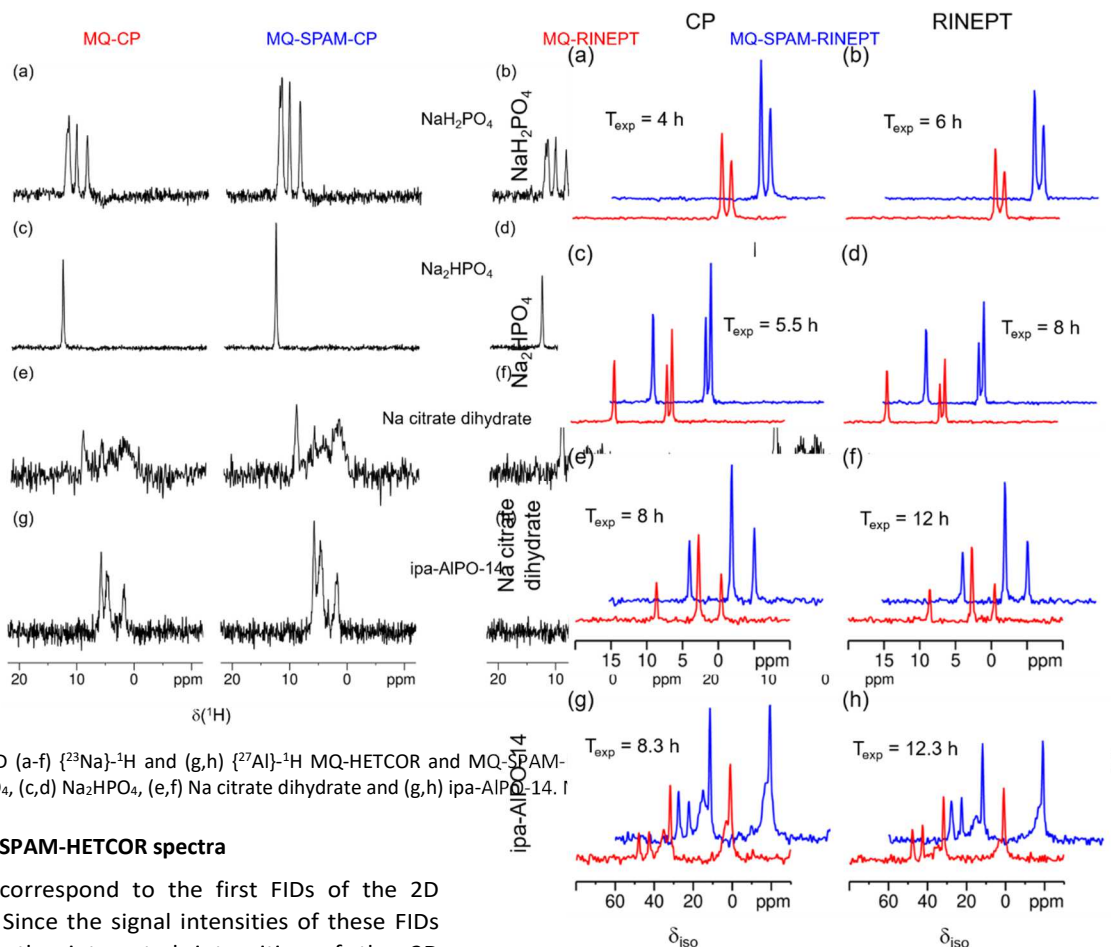 MQ-CP
MQ-SPAM-CP
MQ-RINEPT
MQ-SPAM-RINEPT
CP
RINEPT
(a)
NaH₂PO₄
(b)
(c)
Na₂HPO₄
(d)
(e)
Na citrate dihydrate
(f)
(g)
ipa-AlPO-14
20
0
ppm
20
0
ppm
20
δ(¹H)
NaH₂PO₄
(a)
Tₑₓₚ = 4 h
(b)
Tₑₓₚ = 6 h
Na₂HPO₄
(c)
Tₑₓₚ = 5.5 h
(d)
Tₑₓₚ = 8 h
Na citrate
dihydrate
(e)
Tₑₓₚ = 8 h
(f)
Tₑₓₚ = 12 h
15 10 5 0 ppm
15 10 5 0 ppm
0 ppm 20 10 0 ppm
ipa-AlPO-14
(g)
Tₑₓₚ = 8.3 h
(h)
Tₑₓₚ = 12.3 h
60 40 20 0 ppm
60 40 20 0 ppm
δiso
δiso
D (a-f) {²³Na}-¹H and (g,h) {²⁷Al}-¹H MQ-HETCOR and MQ-SPAM-
O₄, (c,d) Na₂HPO₄, (e,f) Na citrate dihydrate and (g,h) ipa-AlPO-14.
SPAM-HETCOR spectra
correspond to the first FIDs of the 2D
Since the signal intensities of these FIDs